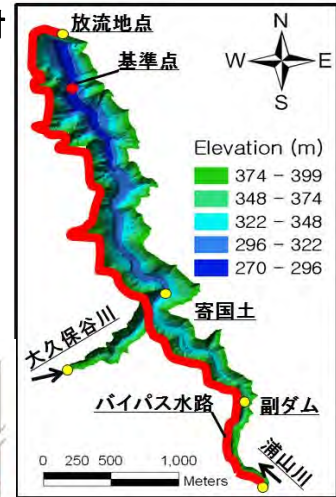 放流地点
基準点
N
W E
S
Elevation (m)
374 - 399
348 - 374
322 - 348
296 - 322
270 - 296
寄国土
大久保谷川
バイパス水路
副ダム
浦山川
0 250 500 1,000
Meters